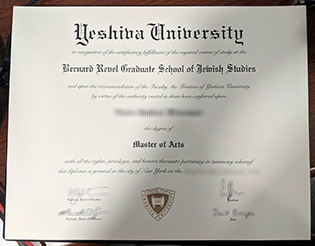 Yeshiva University
in recognition of the satisfactory fulfillment of the required course of study at the
Bernard Revel Graduate School of Jewish Studies
and upon the recommendation of the Faculty, the Trustees of Yeshiva University
by virtue of the authority vested in them have conferred upon
the degree of
Master of Arts
with all the rights, privileges, and honors thereunto pertaining in testimony whereof
this diploma is granted in the city of New York on the